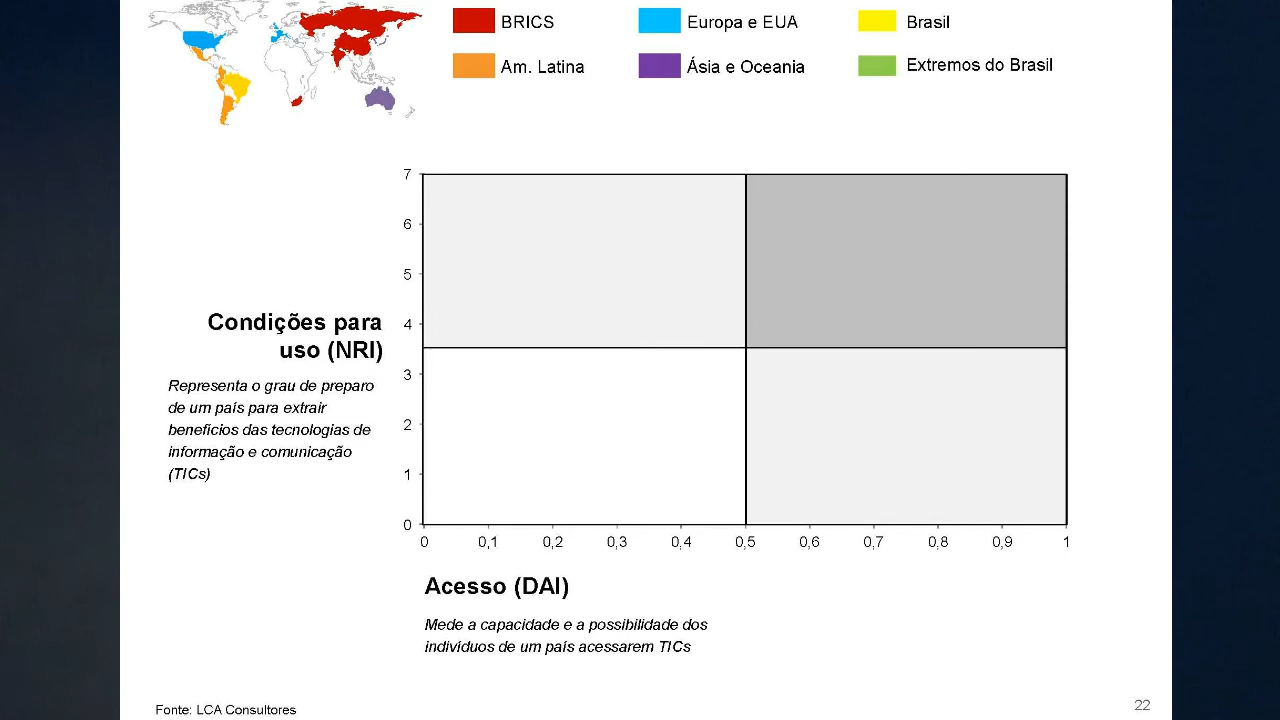 BRICS
Europa e EUA
Brasil
Am. Latina
Ásia e Oceania
Extremos do Brasil
7
6
5
4
3
2
1
0
Condições para
uso (NRI)
Representa o grau de preparo
de um país para extrair
benefícios das tecnologias de
informação e comunicação
(TICs)
0 0,1 0,2 0,3 0,4 0,5 0,6 0,7 0,8 0,9 1
Acesso (DAI)
Mede a capacidade e a possibilidade dos
indivíduos de um país acessarem TICs
Fonte: LCA Consultores
22